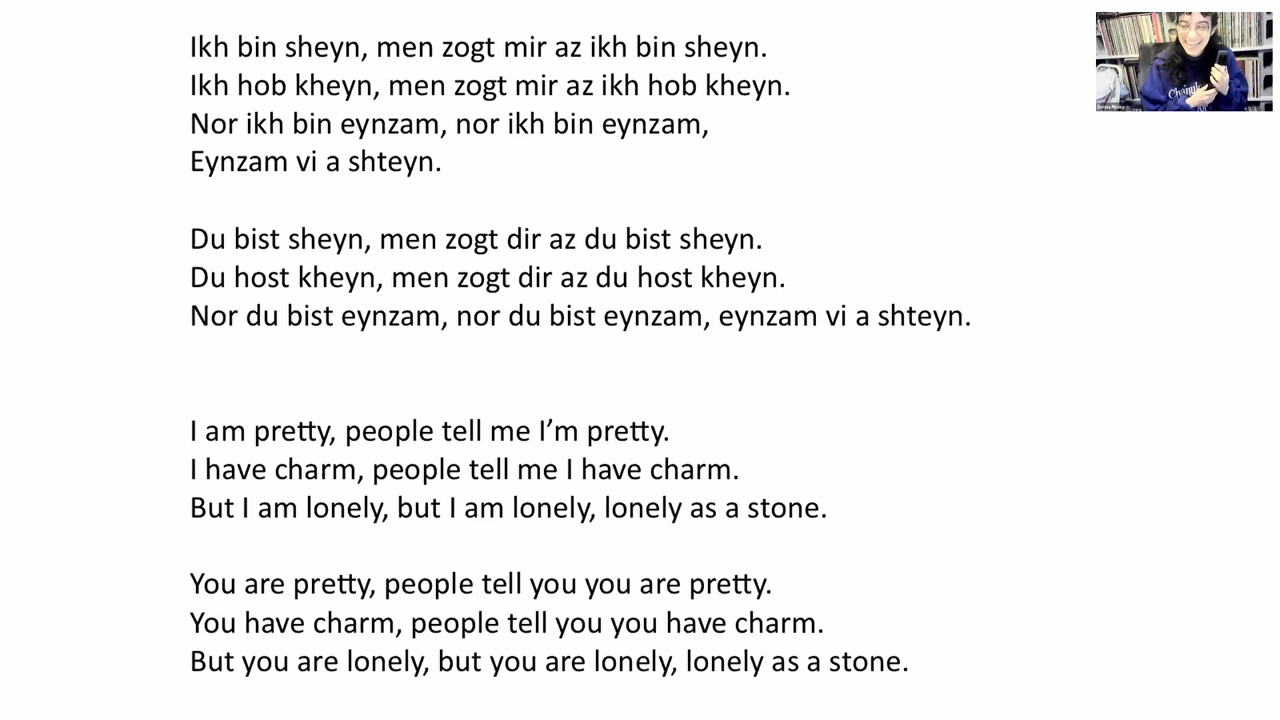 Ikh bin sheyn, men zogt mir az ikh bin sheyn.
Ikh hob kheyn, men zogt mir az ikh hob kheyn.
Nor ikh bin eynzam, nor ikh bin eynzam,
Eynzam vi a shteyn.
Du bist sheyn, men zogt dir az du bist sheyn.
Du host kheyn, men zogt dir az du host kheyn.
Nor du bist eynzam, nor du bist eynzam, eynzam vi a shteyn.
I am pretty, people tell me I’m pretty.
I have charm, people tell me I have charm.
But I am lonely, but I am lonely, lonely as a stone.
You are pretty, people tell you you are pretty.
You have charm, people tell you you have charm.
But you are lonely, but you are lonely, lonely as a stone.